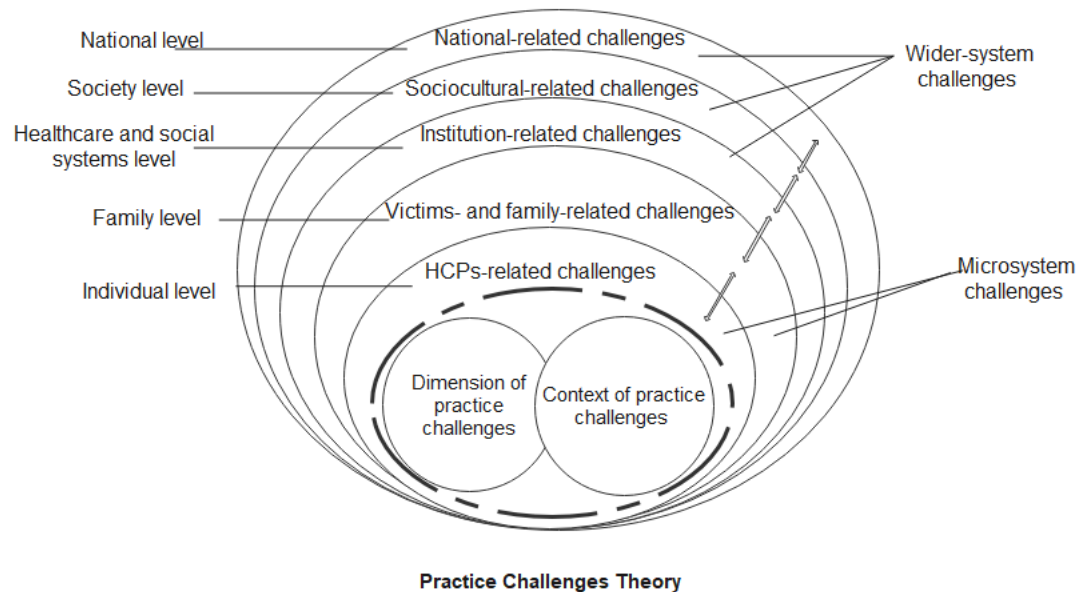 National level
National-related challenges
Wider-system
challenges
Society level
Sociocultural-related challenges
Healthcare and social
systems level
Institution-related challenges
Family level
Victims- and family-related challenges
Individual level
HCPs-related challenges
Microsystem
challenges
Dimension of
practice
challenges
Context of practice
challenges
Practice Challenges Theory